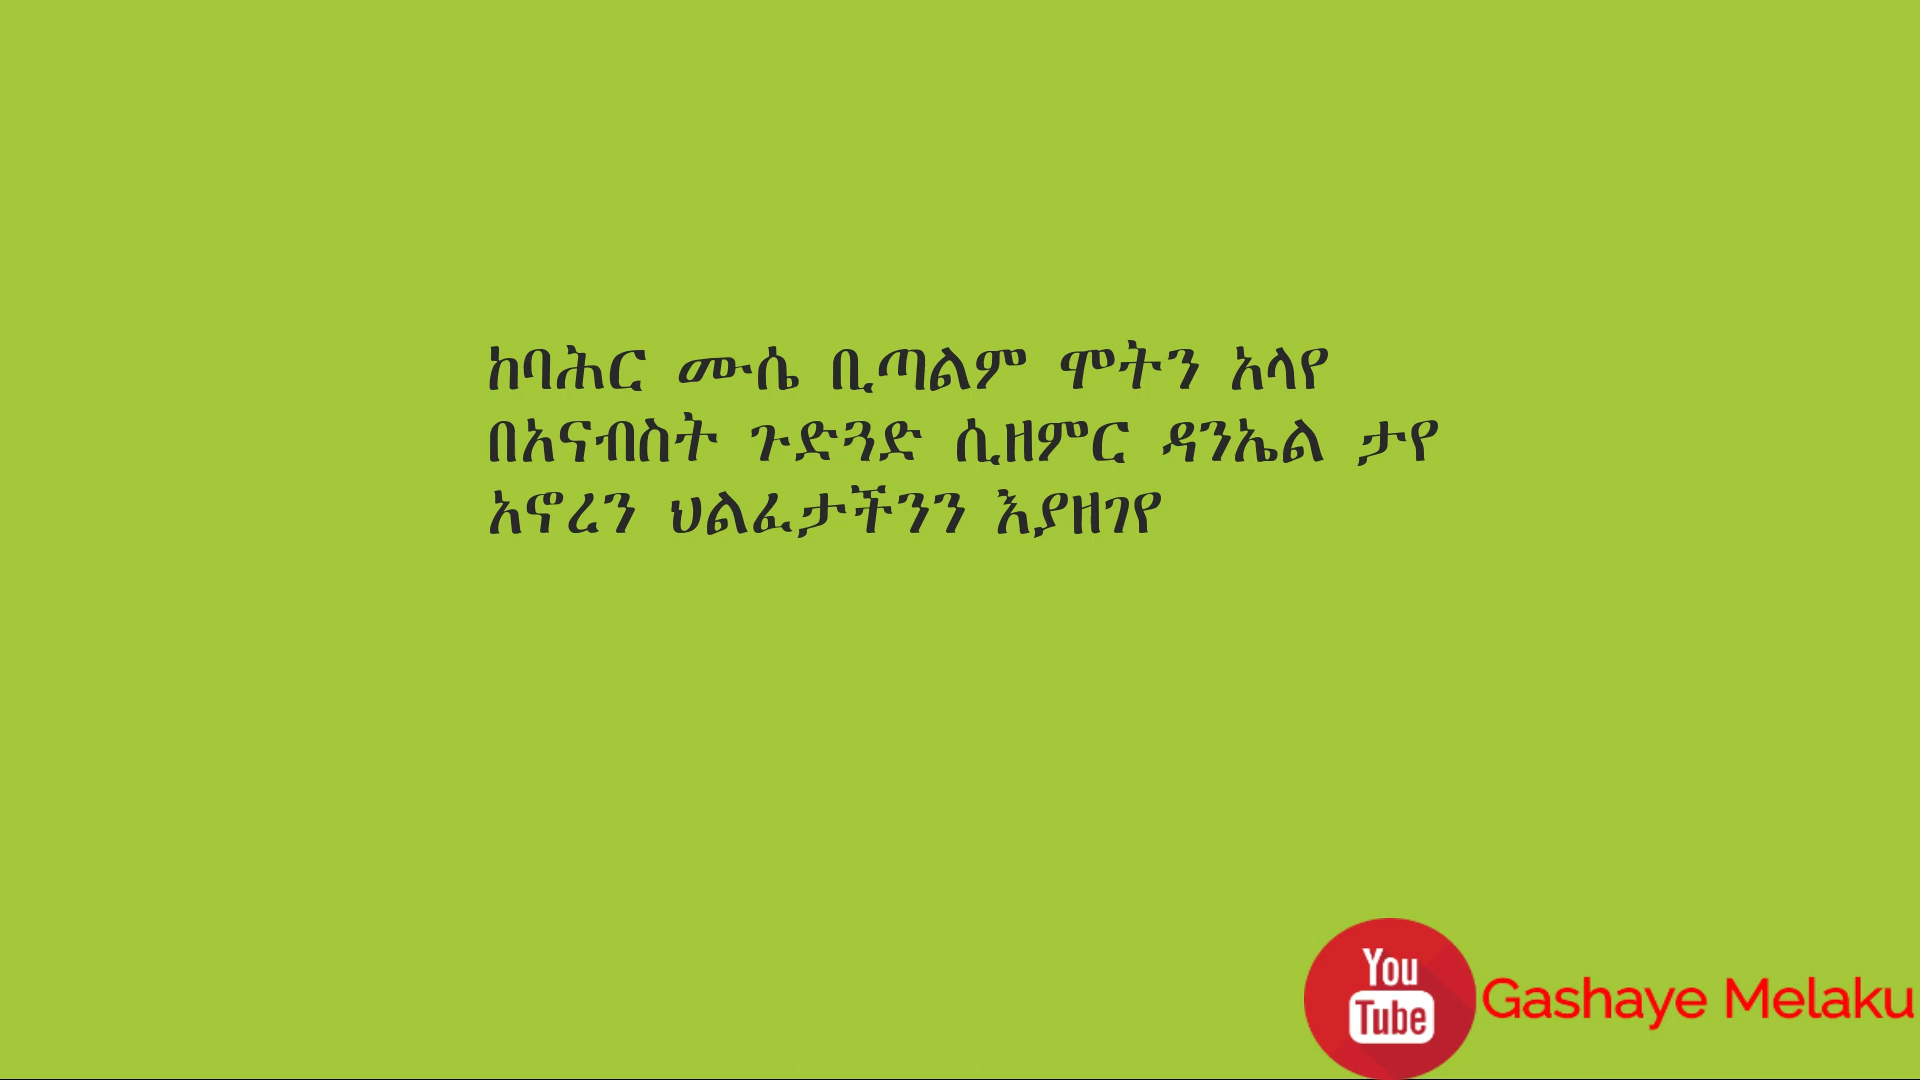 ከባሕር ሙሴ ቢጣልም ሞትን አላየ
በአናብስት ጉድጓድ ሲዘምር ዳንኤል ታየ
አኖረን ህልፈታችንን እያዘገየ
You
Tube
Gashaye Melaku